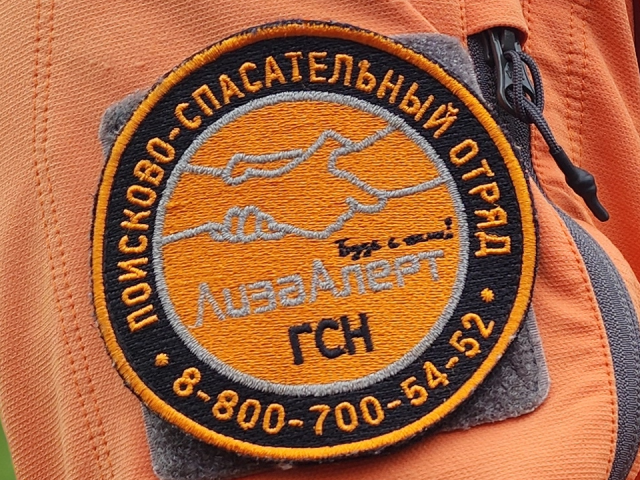 ПОИСКОВО-СПАСАТЕЛЬНЫЙ ОТРЯД
Будь с нами!
ЛизаАлерт
ГСН
8-800-700-54-52